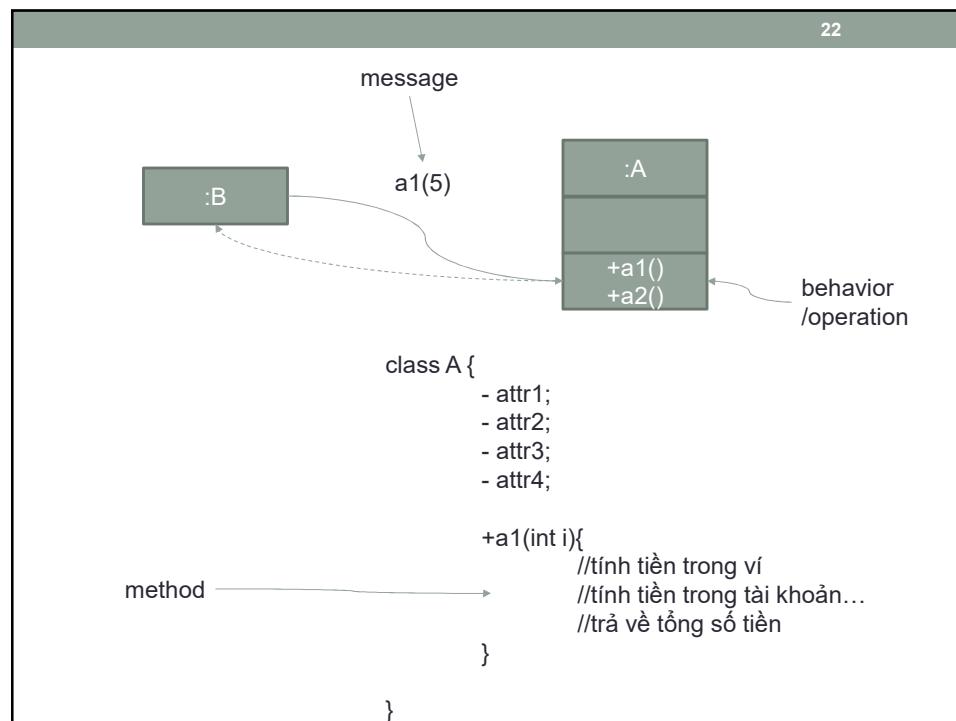 22
message
a1(5)
:B
:A
+a1()
+a2()
behavior
/operation
class A {
- attr1;
- attr2;
- attr3;
- attr4;
+a1(int i){
//tính tiền trong ví
method
//tính tiền trong tài khoản…
//trả về tổng số tiền
}
}